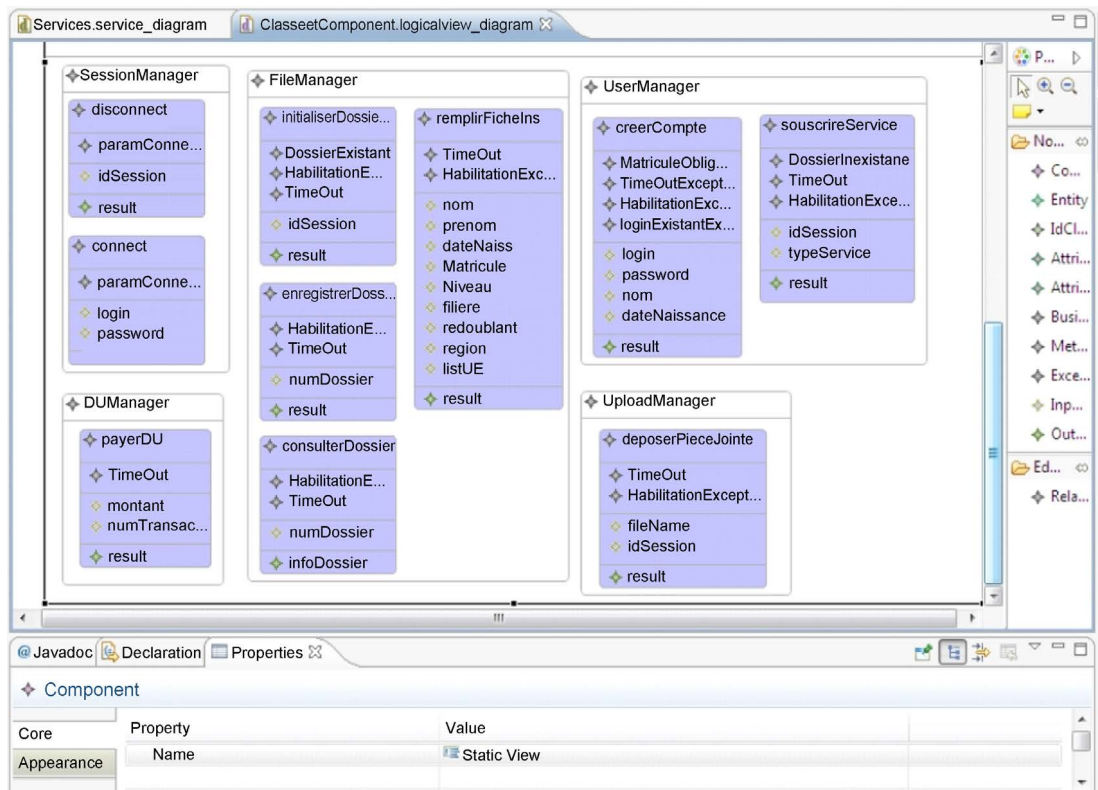 Services.service_diagram
ClasseetComponent.logicalview_diagram
SessionManager
disconnect
paramConne...
idSession
result
connect
paramConne...
login
password
DUManager
payerDU
TimeOut
montant
numTransac...
result
FileManager
initialiserDossie...
DossierExistant
HabilitationE...
TimeOut
idSession
result
enregistrerDoss...
HabilitationE...
TimeOut
numDossier
result
consulterDossier
HabilitationE...
TimeOut
numDossier
infoDossier
remplirFicheIns
TimeOut
HabilitationExc...
nom
prenom
dateNaiss
Matricule
Niveau
filiere
redoublant
region
listUE
result
UserManager
creerCompte
MatriculeOblig...
TimeOutExcept...
HabilitationExc...
loginExistantEx...
login
password
nom
dateNaissance
result
souscrireService
DossierInexistane
TimeOut
HabilitationExce...
idSession
typeService
result
UploadManager
deposerPieceJointe
TimeOut
HabilitationExcept...
fileName
idSession
result
P...
No...
Co...
Entity
IdCl...
Attri...
Attri...
Busi...
Met...
Exce...
Inp...
Out...
Ed...
Rela...
@ Javadoc Declaration Properties
Component
Core
Appearance
Property Value
Name Static View